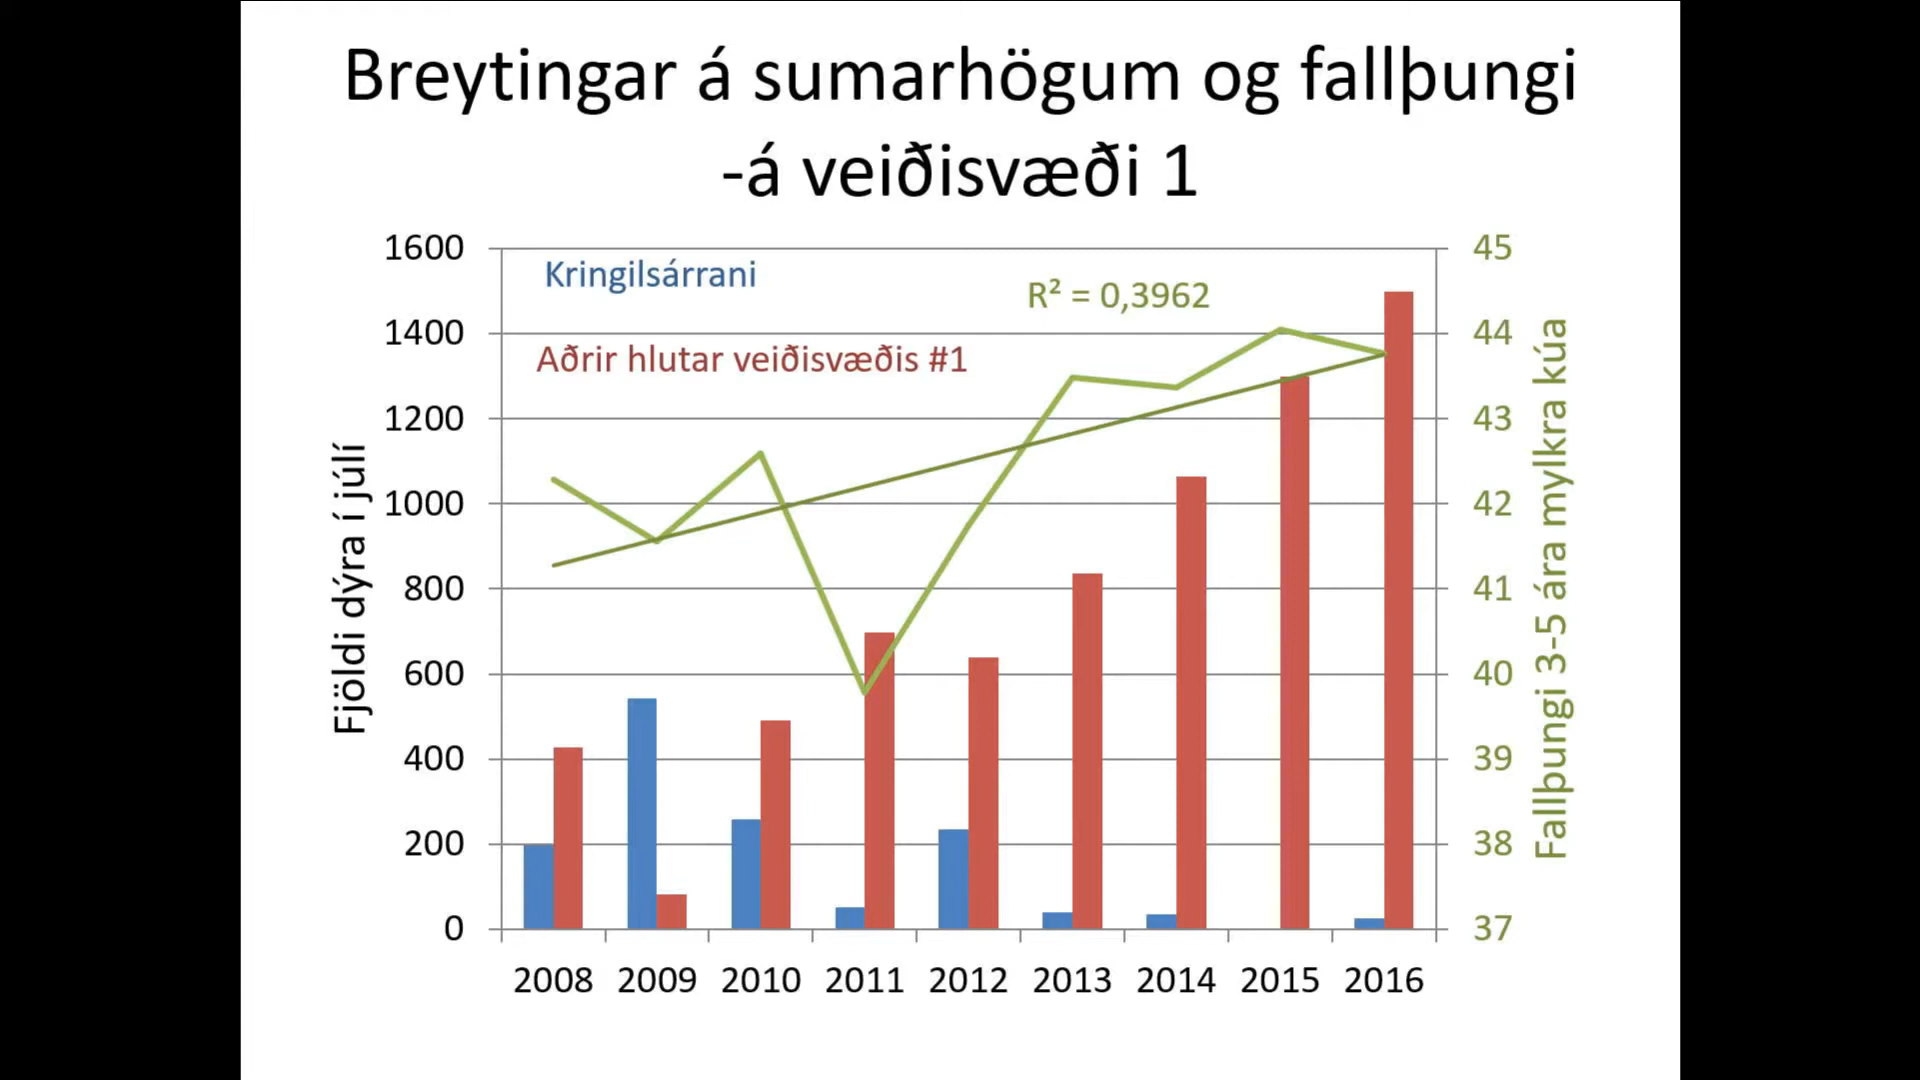 Breytingar á sumarhögum og fallþungi
-á veiðisvæði 1
1600
1400
1200
1000
800
600
400
200
0
Fjöldi dýra í júlí
Kringilsárrani
Aðrir hlutar veiðisvæðis #1
R² = 0,3962
45
44
43
42
41
40
39
38
37
Fallþungi 3-5 ára mylkra kúa
2008 2009 2010 2011 2012 2013 2014 2015 2016